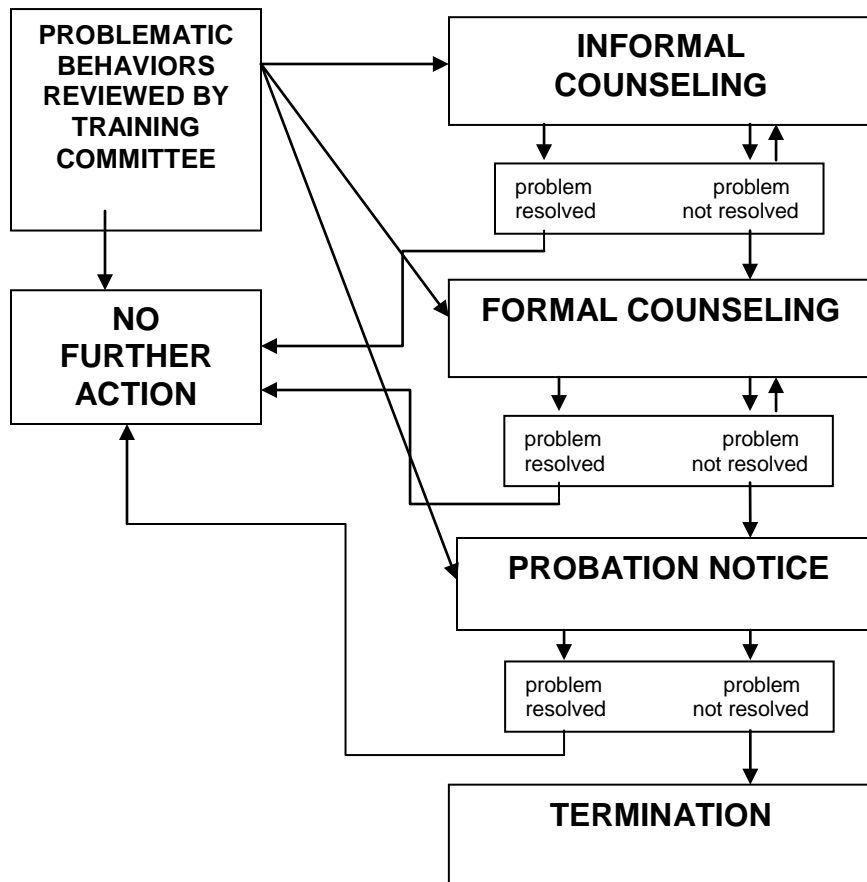 PROBLEMATIC
BEHAVIORS
REVIEWED BY
TRAINING
COMMITTEE
INFORMAL
COUNSELING
problem
resolved
problem
not resolved
NO
FURTHER
ACTION
FORMAL COUNSELING
problem
resolved
problem
not resolved
PROBATION NOTICE
problem
resolved
problem
not resolved
TERMINATION